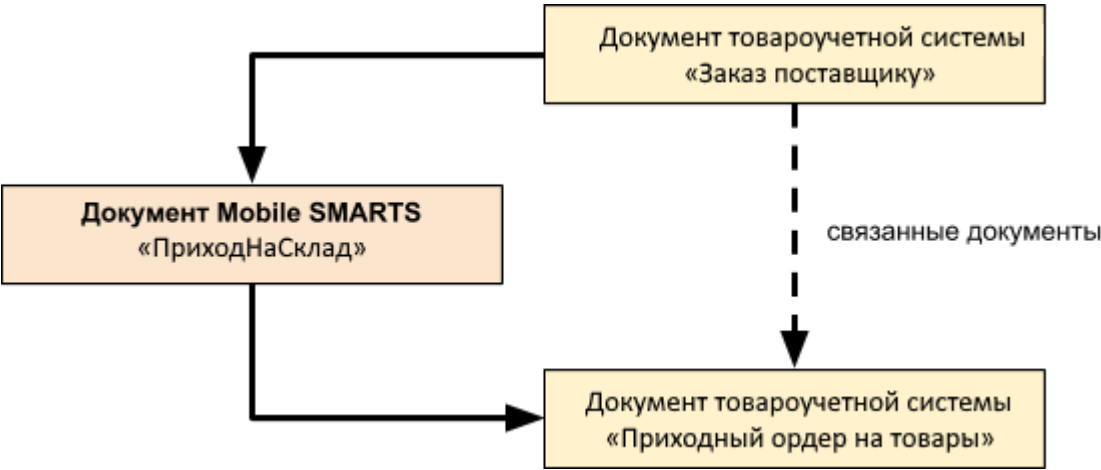 Документ товароучетной системы
«Заказ поставщику»
Документ Mobile SMARTS
«ПриходНаСклад»
связанные документы
Документ товароучетной системы
«Приходный ордер на товары»